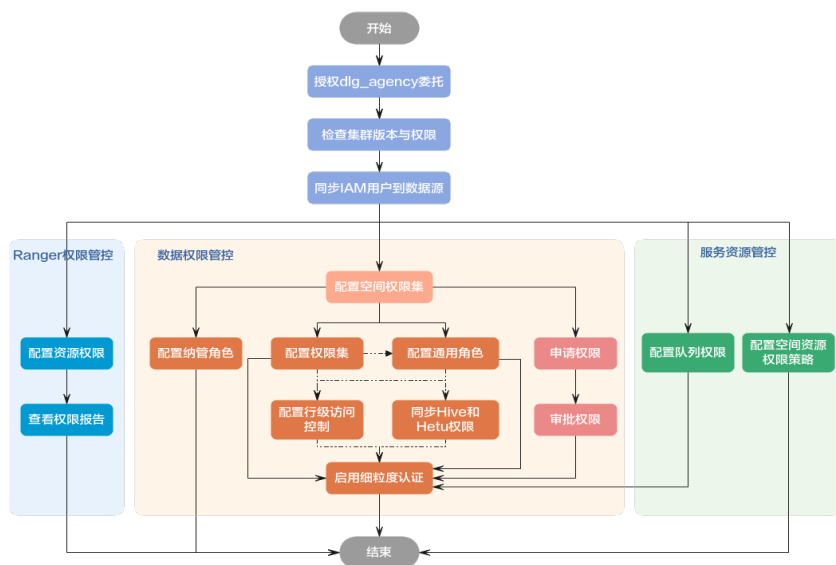 开始
授权dlg_agency委托
检查集群版本与权限
同步IAM用户到数据源
Ranger权限管控
数据权限管控
服务资源管控
配置空间权限集
配置资源权限
配置纳管角色
配置权限集
配置通用角色
申请权限
配置队列权限
配置空间资源
权限策略
查看权限报告
配置行级访问
控制
同步Hive和
Hetu权限
审批权限
启用细粒度认证
结束